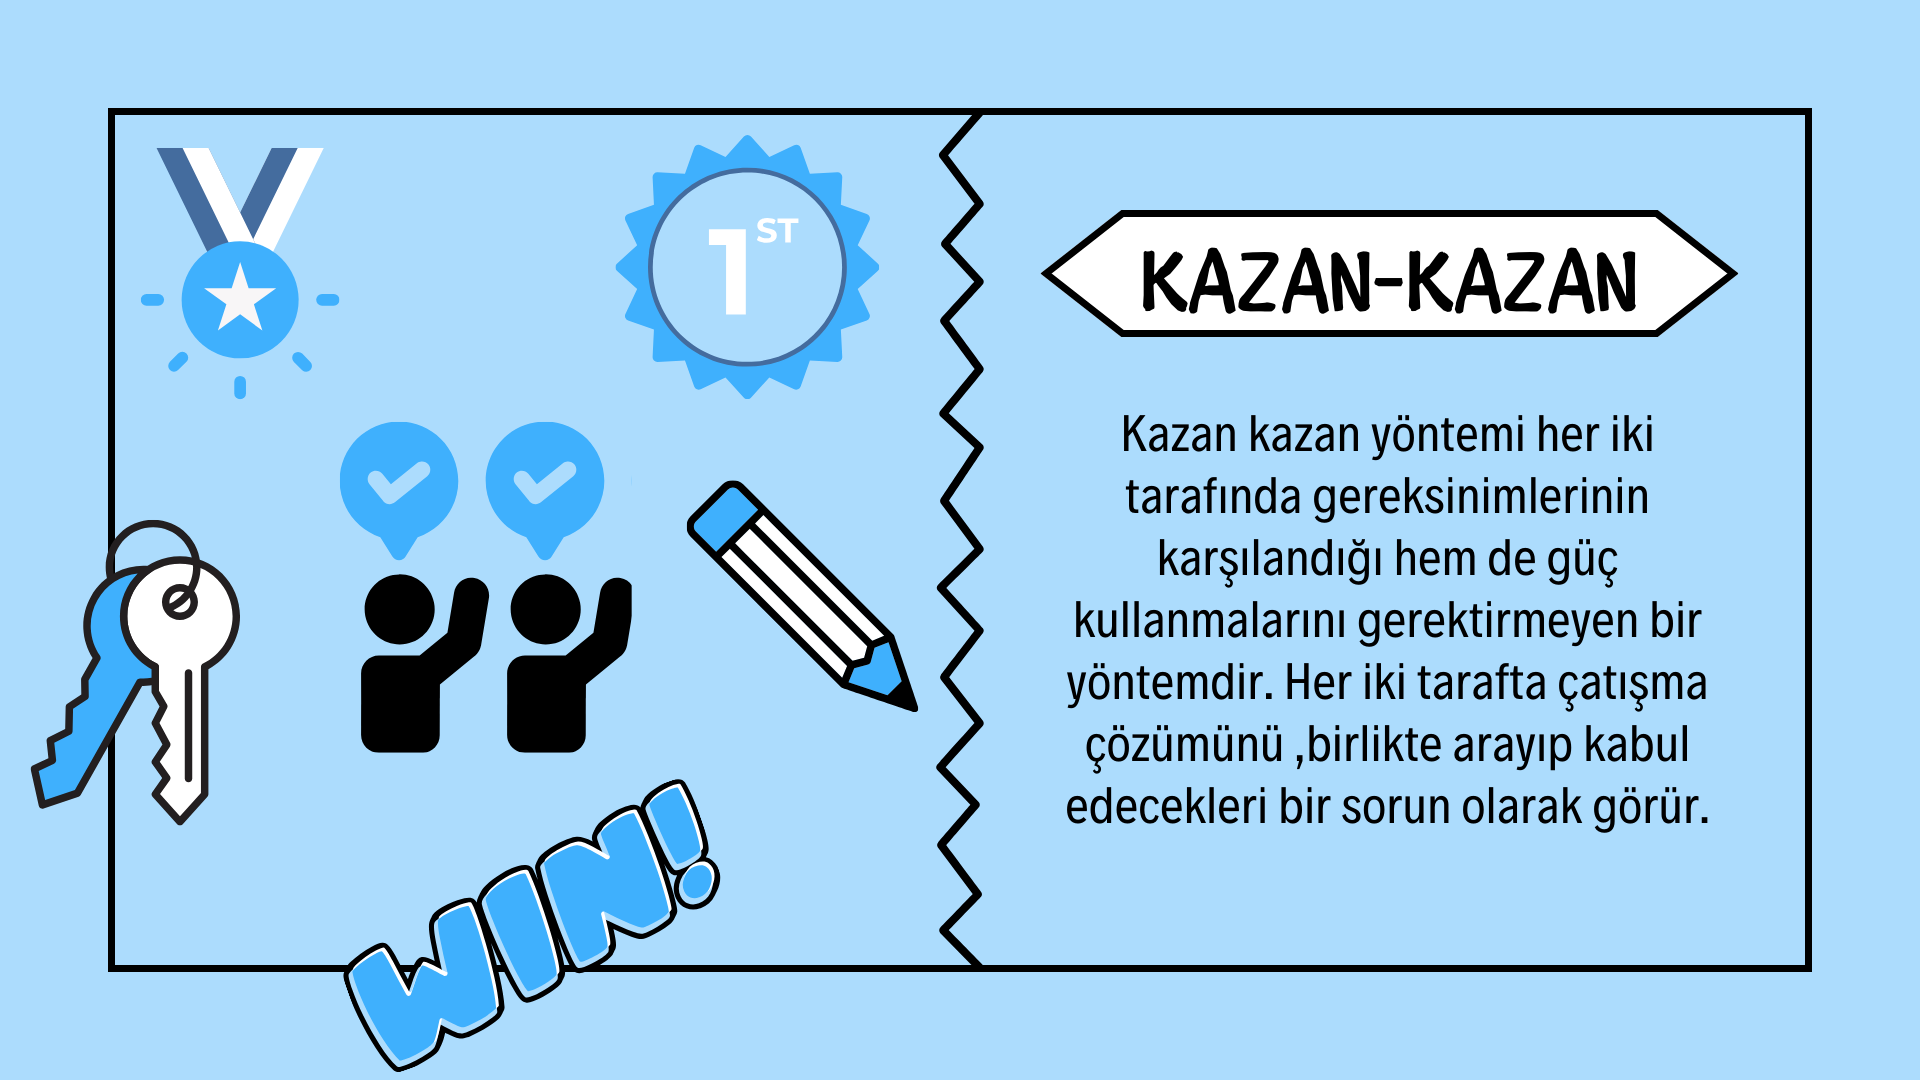 1ST
KAZAN-KAZAN
Kazan kazan yöntemi her iki
tarafında gereksinimlerinin
karşılandığı hem de güç
kullanmalarını gerektirmeyen bir
yöntemdir. Her iki tarafta çatışma
çözümünü ,birlikte arayıp kabul
edecekleri bir sorun olarak görür.
WIN!